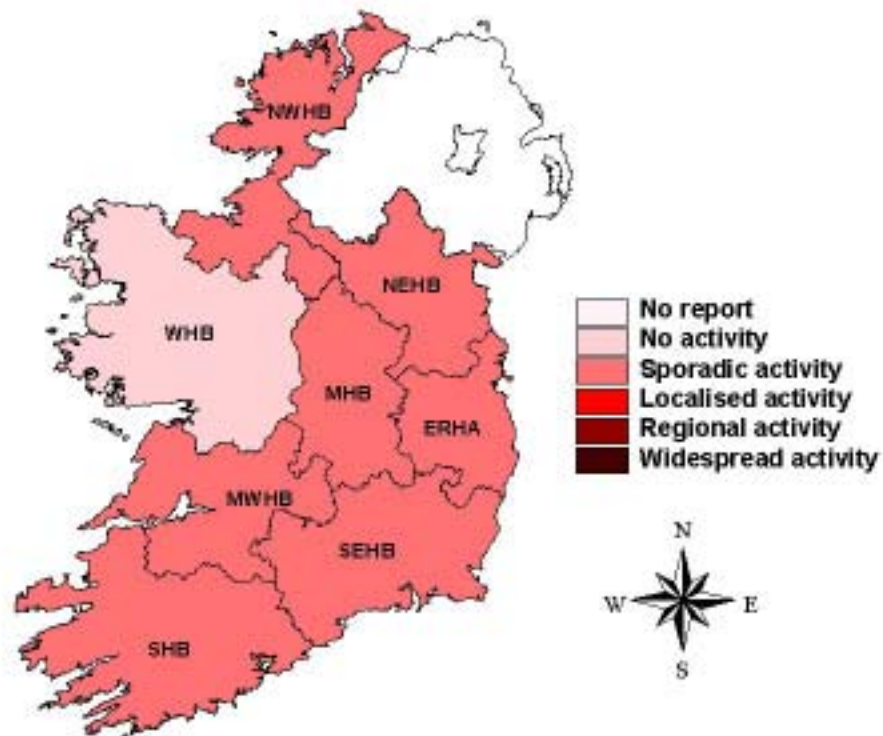 NWHB
NEHB
WHB
MHB
ERHA
MWHB
SEHB
SHB
No report
No activity
Sporadic activity
Localised activity
Regional activity
Widespread activity
N
W E
S